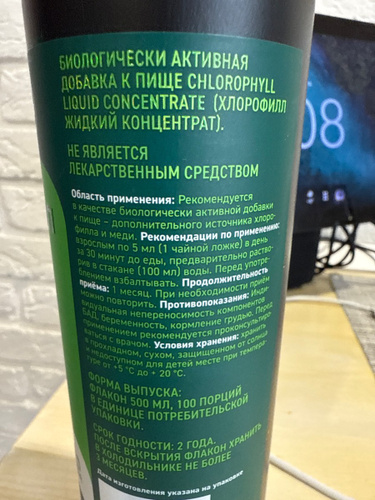 БИОЛОГИЧЕСКИ АКТИВНАЯ
ДОБАВКА К ПИЩЕ CHLOROPHYLL
LIQUID CONCENTRATE (ХЛОРОФИЛЛ
ЖИДКИЙ КОНЦЕНТРАТ).
НЕ ЯВЛЯЕТСЯ
ЛЕКАРСТВЕННЫМ СРЕДСТВОМ
Область применения: Рекомендуется
в качестве биологически активной добавки
к пище – дополнительного источника хлоро-
филла и меди. Рекомендации по применению:
взрослым по 5 мл (1 чайной ложке) в день
за 30 минут до еды, предварительно раство-
рив в стакане (100 мл) воды. Перед употре-
блением взбалтывать. Продолжительность
приёма: 1 месяц. При необходимости приём
можно повторить. Противопоказания: Инди-
видуальная непереносимость компонентов
БАД, беременность, кормление грудью. Перед
применением рекомендуется проконсульти-
роваться с врачом. Условия хранения: хранить
в прохладном, сухом, защищенном от солнца
и недоступном для детей месте при темпера-
туре от +5 °C до + 20 °C.
ФОРМА ВЫПУСКА:
ФЛАКОН 500 МЛ, 100 ПОРЦИЙ
В ЕДИНИЦЕ ПОТРЕБИТЕЛЬСКОЙ
УПАКОВКИ.
СРОК ГОДНОСТИ: 2 ГОДА.
ПОСЛЕ ВСКРЫТИЯ ФЛАКОН ХРАНИТЬ
В ХОЛОДИЛЬНИКЕ НЕ БОЛЕЕ
3 МЕСЯЦЕВ.
Дата изготовления указана на упаковке
08